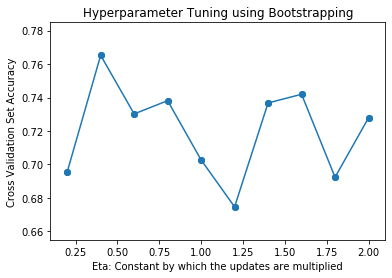 Hyperparameter Tuning using Bootstrapping
Cross Validation Set Accuracy
0.78
0.76
0.74
0.72
0.70
0.68
0.66
0.25 0.50 0.75 1.00 1.25 1.50 1.75 2.00
Eta: Constant by which the updates are multiplied